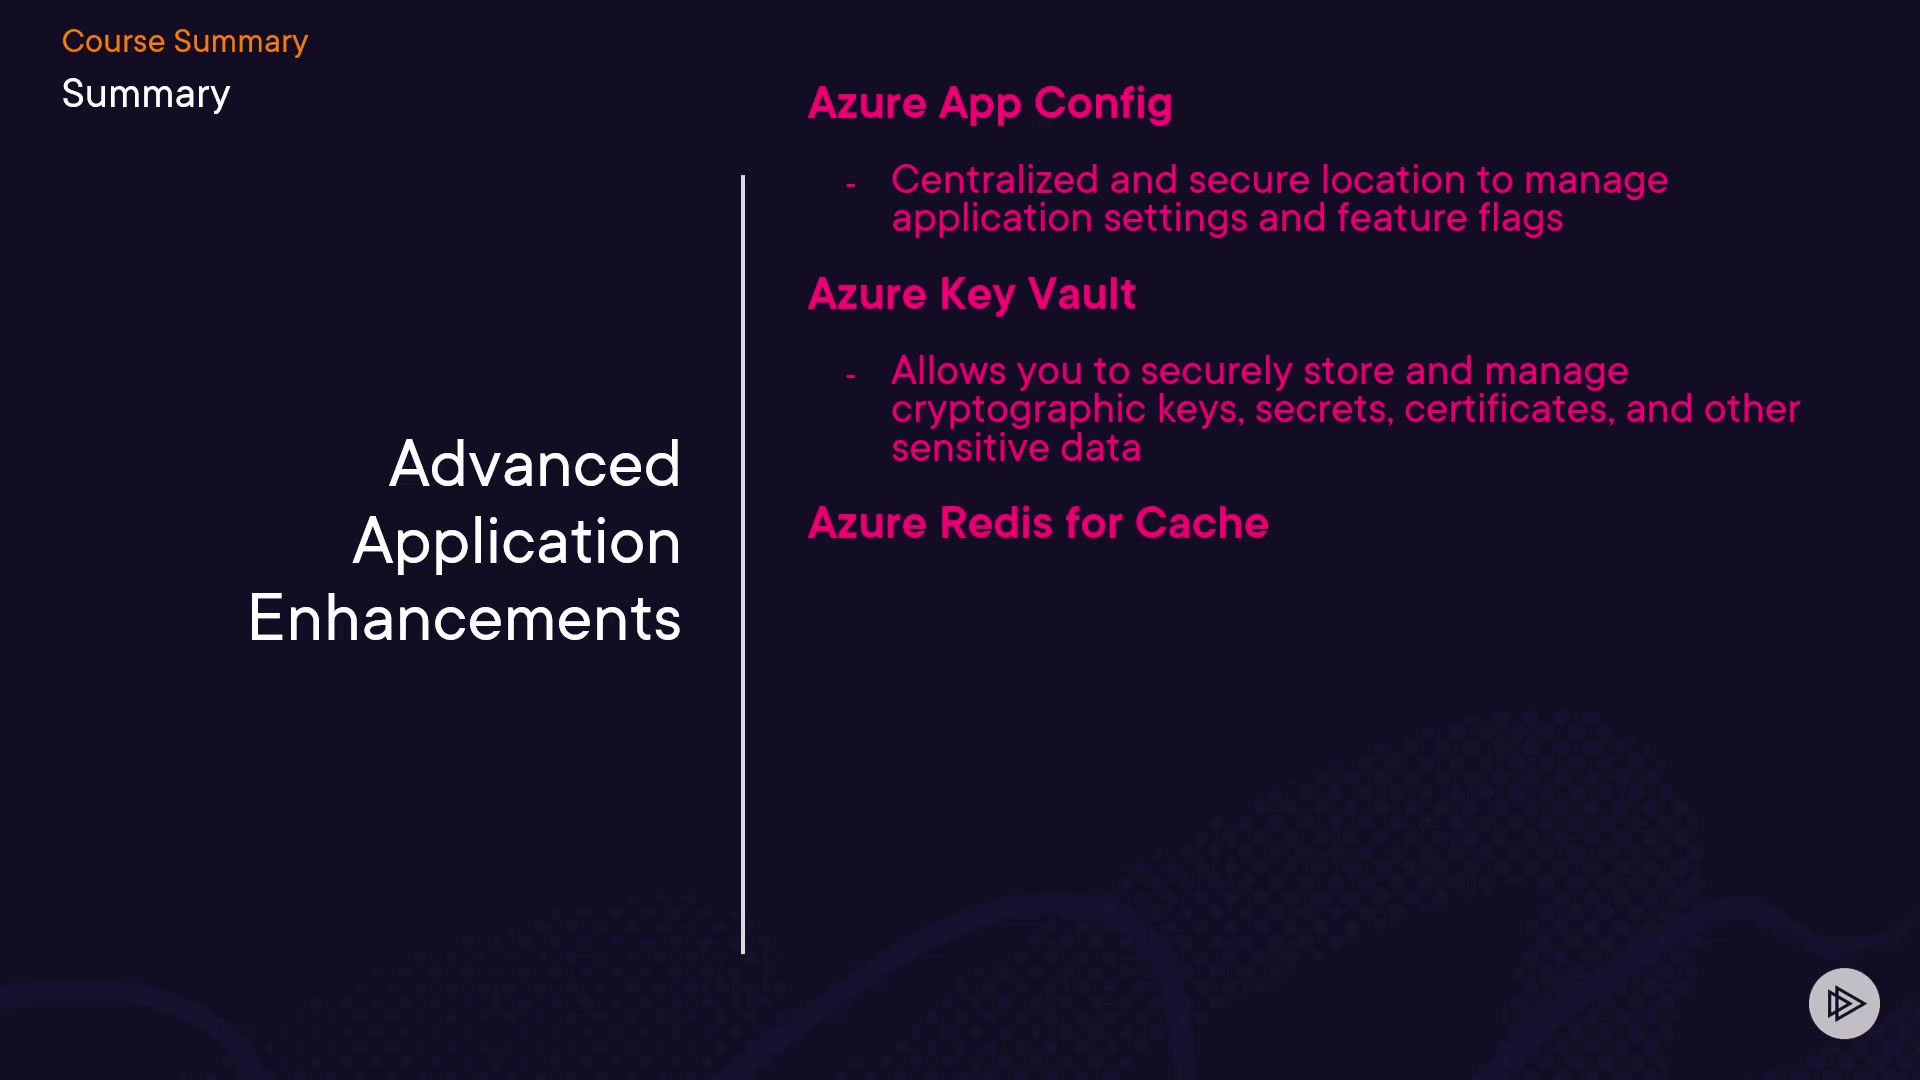 Course Summary
Summary
Advanced
Application
Enhancements
Azure App Config
- Centralized and secure location to manage
application settings and feature flags
Azure Key Vault
- Allows you to securely store and manage
cryptographic keys, secrets, certificates, and other
sensitive data
Azure Redis for Cache